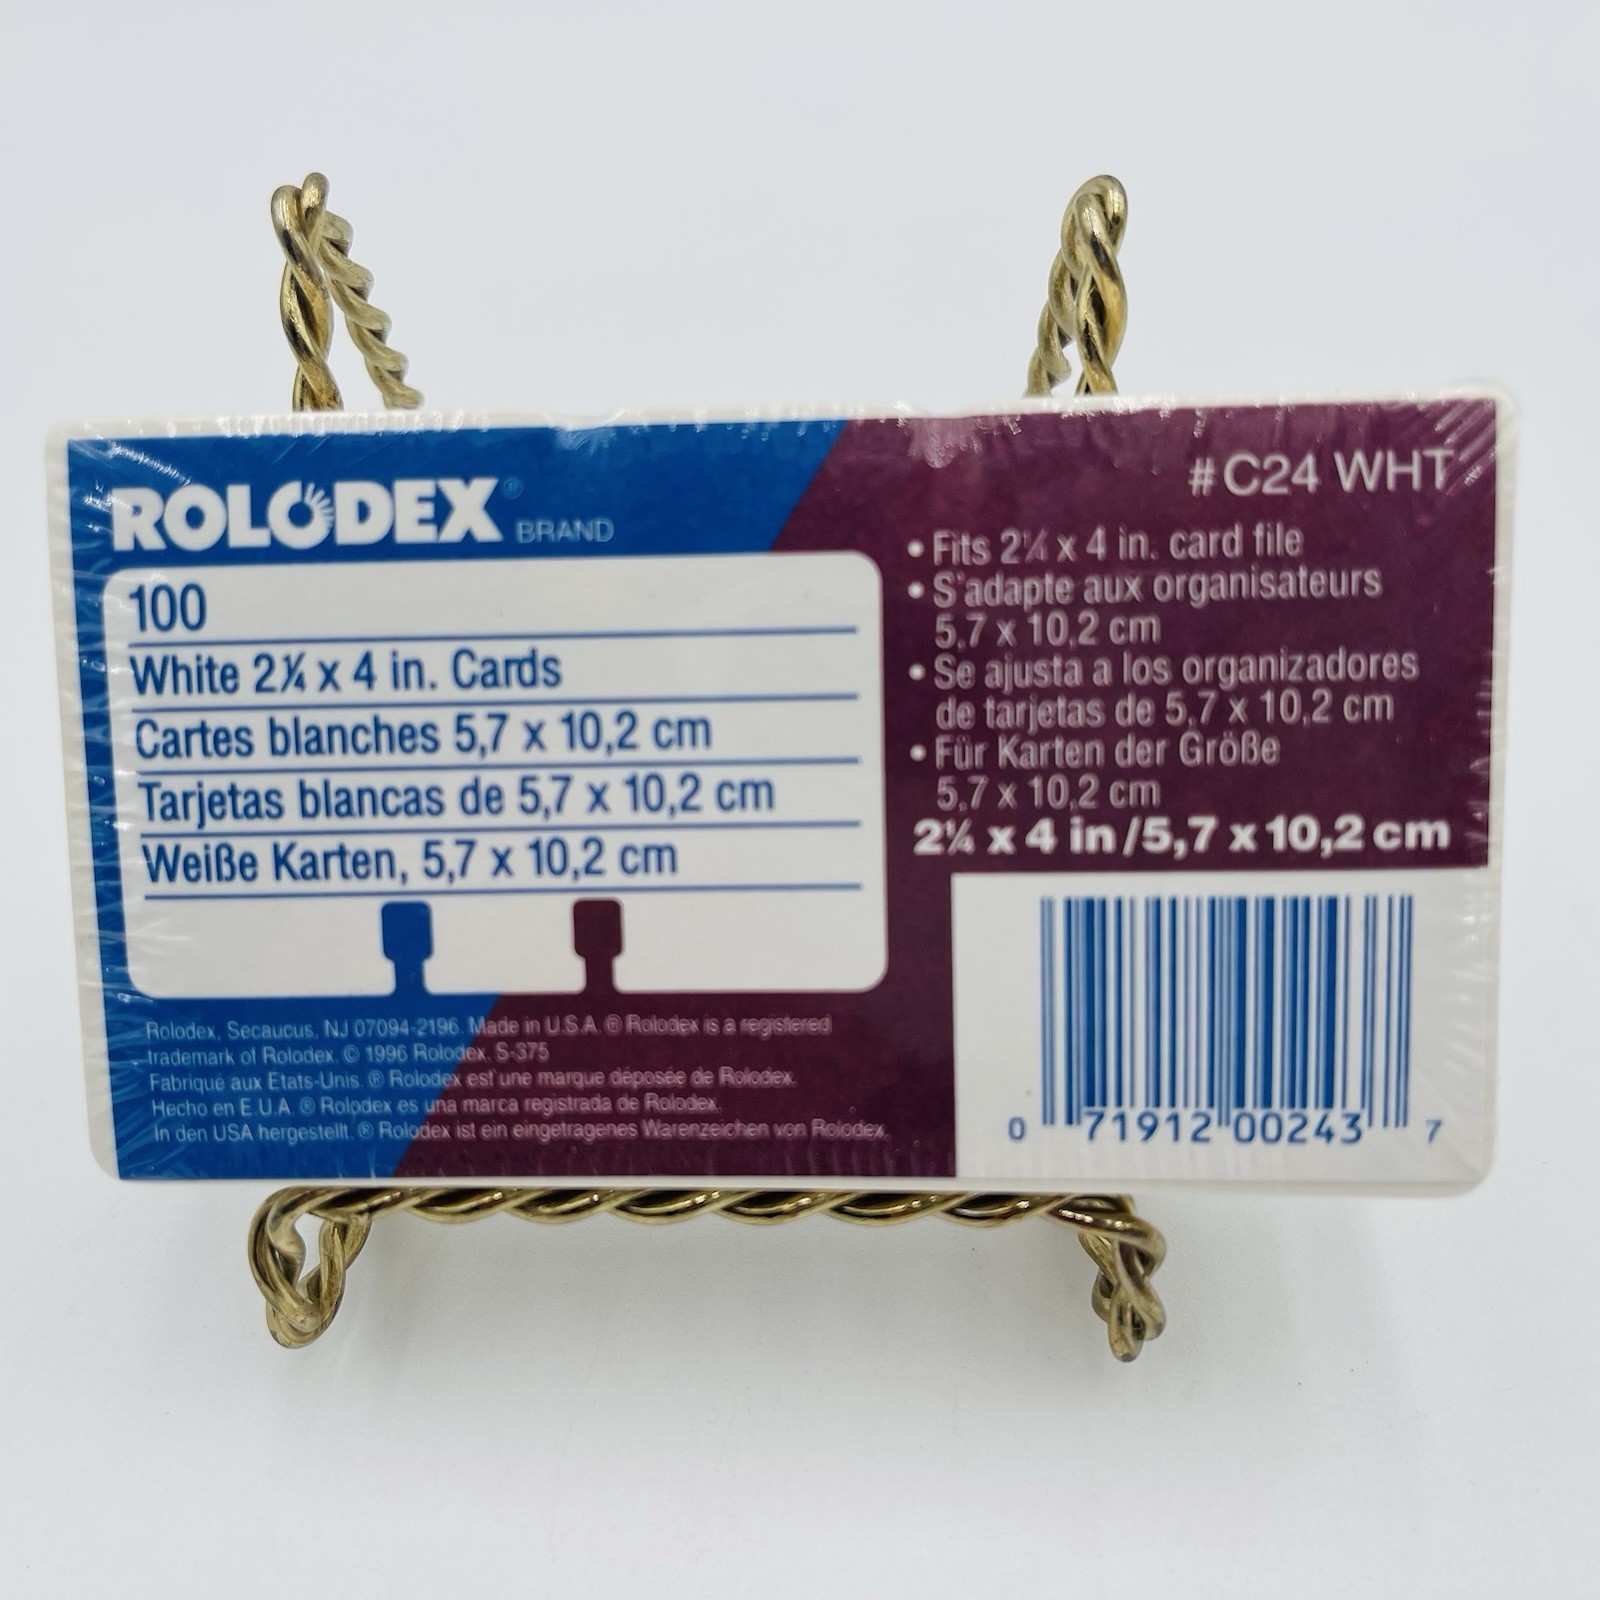 ROLODEX® BRAND
100
White 2¼ x 4 in. Cards
Cartes blanches 5,7 x 10,2 cm
Tarjetas blancas de 5,7 x 10,2 cm
Weiße Karten, 5,7 x 10,2 cm
Rolodex, Secaucus, NJ 07094-2196. Made in U.S.A. ® Rolodex is a registered
trademark of Rolodex. © 1996 Rolodex. S-375
Fabriqué aux Etats-Unis. ® Rolodex est une marque déposée de Rolodex.
Hecho en E.U.A. ® Rolodex es una marca registrada de Rolodex.
In den USA hergestellt. ® Rolodex ist ein eingetragenes Warenzeichen von Rolodex.
#C24 WHT
• Fits 2¼ x 4 in. card file
• S'adapte aux organisateurs
5,7 x 10,2 cm
• Se ajusta a los organizadores
de tarjetas de 5,7 x 10,2 cm
• Für Karten der Größe
5,7 x 10,2 cm
2¼ x 4 in/5,7 x 10,2 cm
0 71912 00243 7